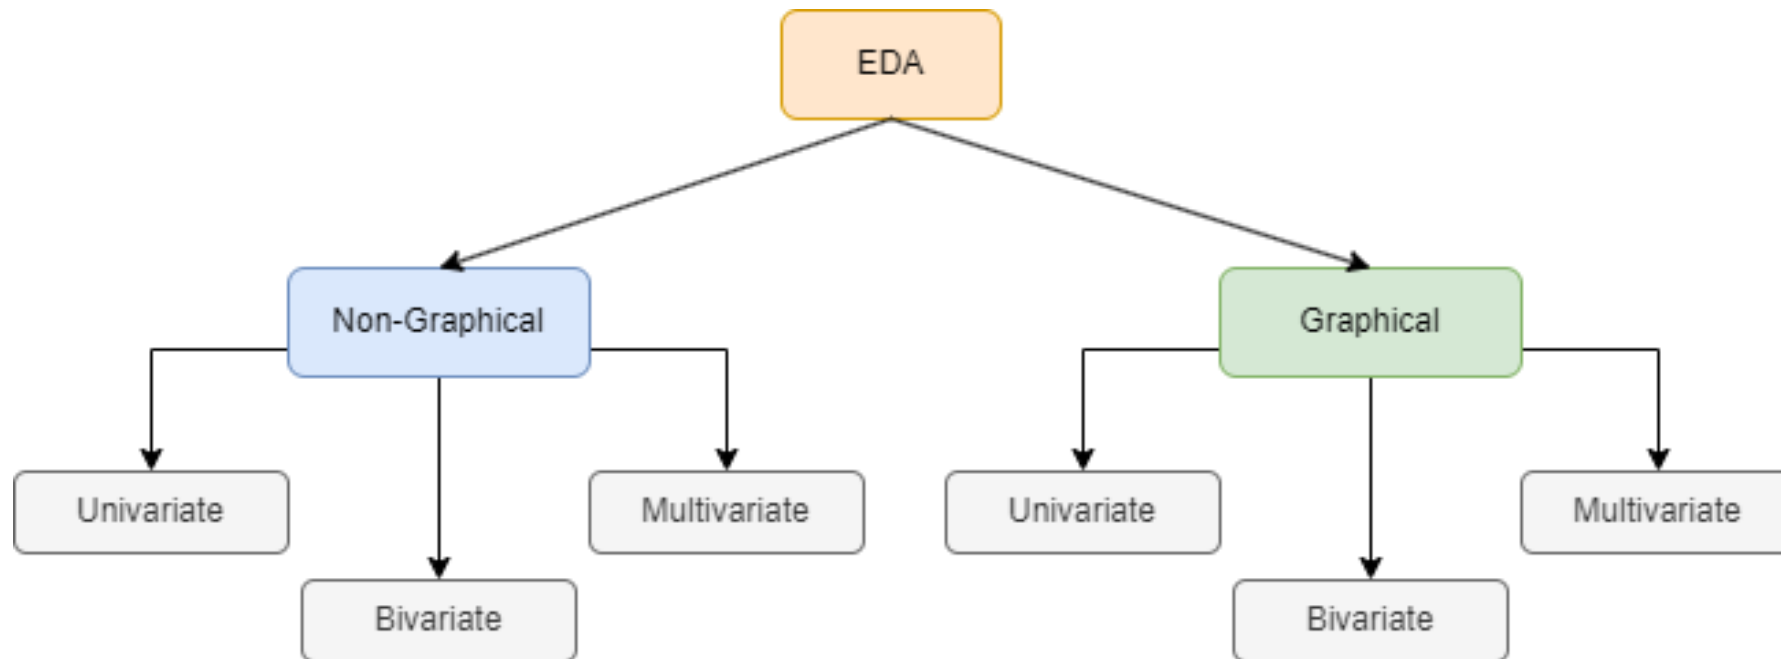 EDA
Non-Graphical
Graphical
Univariate
Multivariate
Univariate
Multivariate
Bivariate
Bivariate